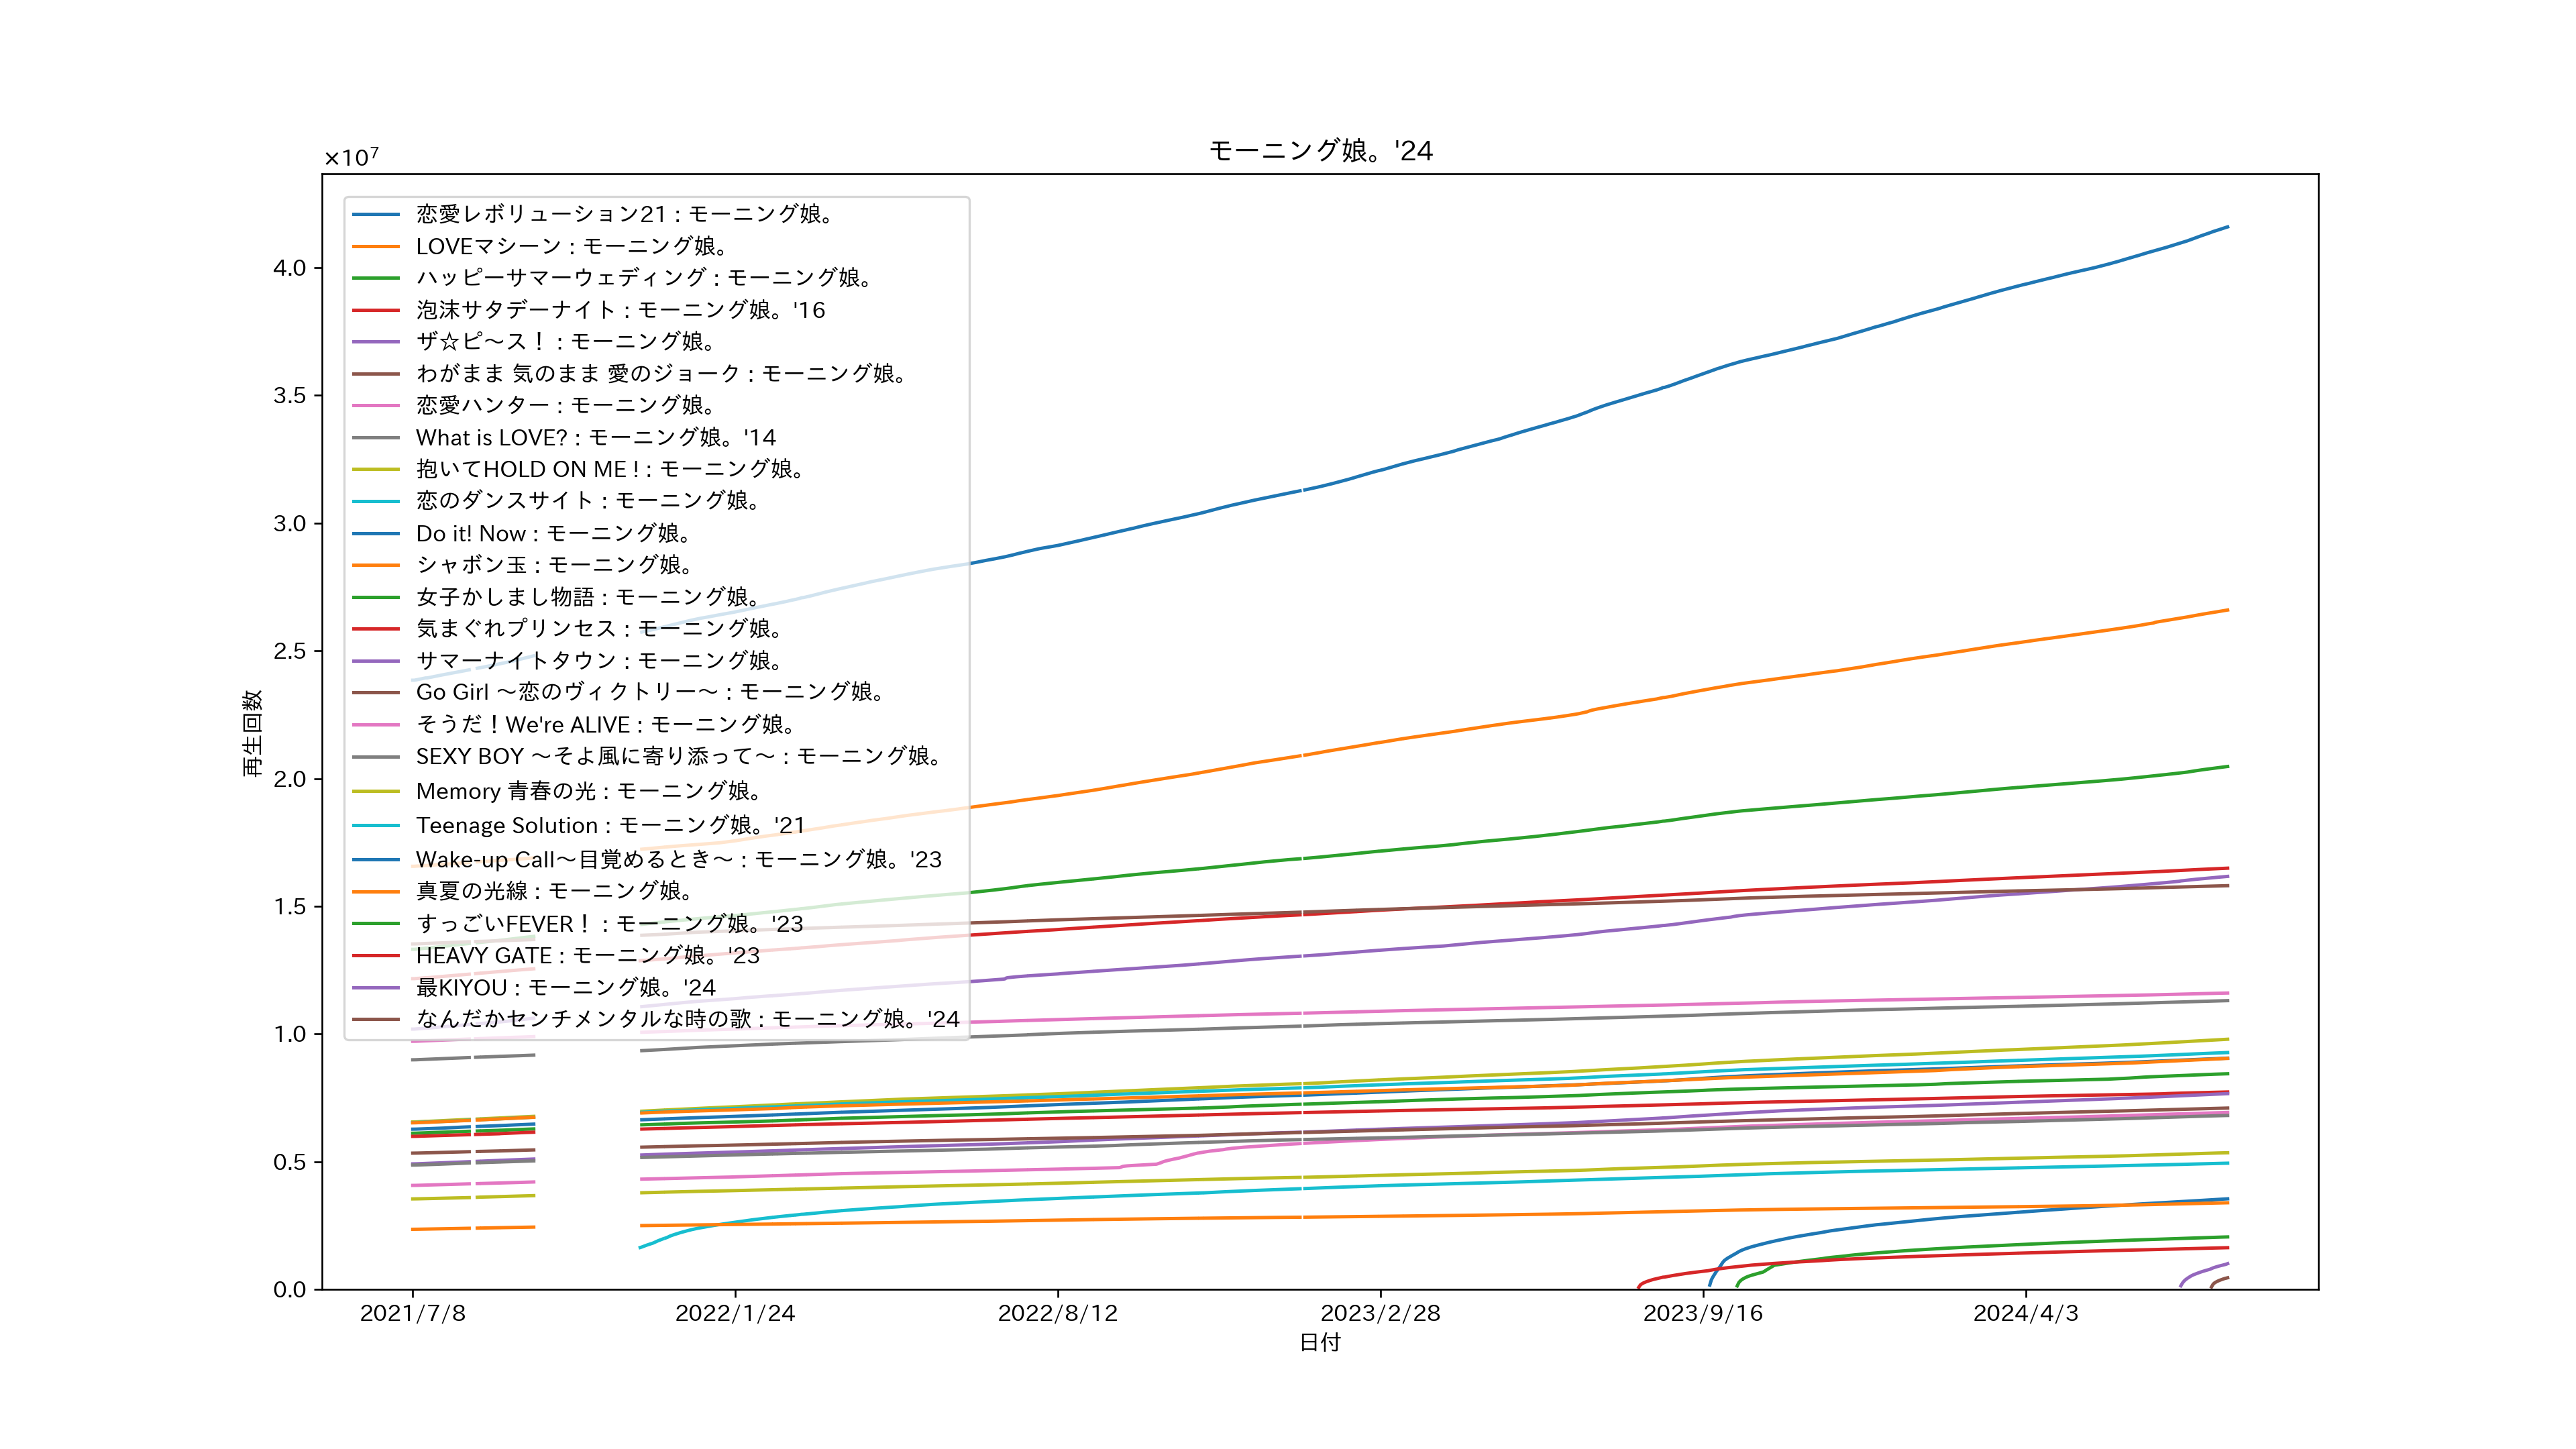 モーニング娘。'24
×10⁷
4.0
3.5
3.0
2.5
2.0
1.5
1.0
0.5
0.0
再生回数
恋愛レボリューション21 : モーニング娘。
LOVEマシーン : モーニング娘。
ハッピーサマーウェディング : モーニング娘。
泡沫サタデーナイト : モーニング娘。'16
ザ☆ピ〜ス！ : モーニング娘。
わがまま 気のまま 愛のジョーク : モーニング娘。
恋愛ハンター : モーニング娘。
What is LOVE? : モーニング娘。'14
抱いてHOLD ON ME ! : モーニング娘。
恋のダンスサイト : モーニング娘。
Do it! Now : モーニング娘。
シャボン玉 : モーニング娘。
女子かしまし物語 : モーニング娘。
気まぐれプリンセス : モーニング娘。
サマーナイトタウン : モーニング娘。
Go Girl 〜恋のヴィクトリー〜 : モーニング娘。
そうだ！We're ALIVE : モーニング娘。
SEXY BOY 〜そよ風に寄り添って〜 : モーニング娘。
Memory 青春の光 : モーニング娘。
Teenage Solution : モーニング娘。'21
Wake-up Call〜目覚めるとき〜 : モーニング娘。'23
真夏の光線 : モーニング娘。
すっごいFEVER！ : モーニング娘。'23
HEAVY GATE : モーニング娘。'23
最KIYOU : モーニング娘。'24
なんだかセンチメンタルな時の歌 : モーニング娘。'24
2021/7/8 2022/1/24 2022/8/12 2023/2/28 2023/9/16 2024/4/3
日付